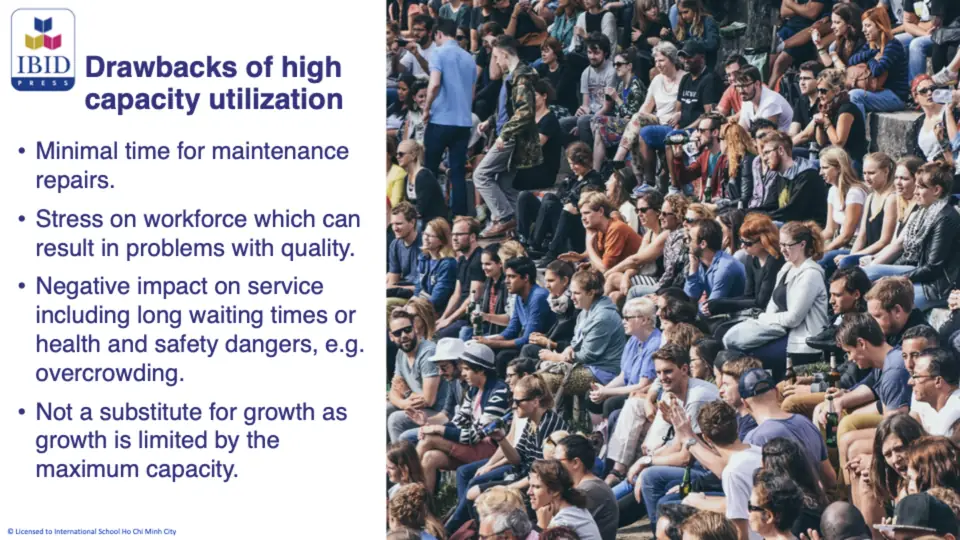 IBID
PRESS
Drawbacks of high
capacity utilization
• Minimal time for maintenance
repairs.
• Stress on workforce which can
result in problems with quality.
• Negative impact on service
including long waiting times or
health and safety dangers, e.g.
overcrowding.
• Not a substitute for growth as
growth is limited by the
maximum capacity.
© Licensed to International School Ho Chi Minh City